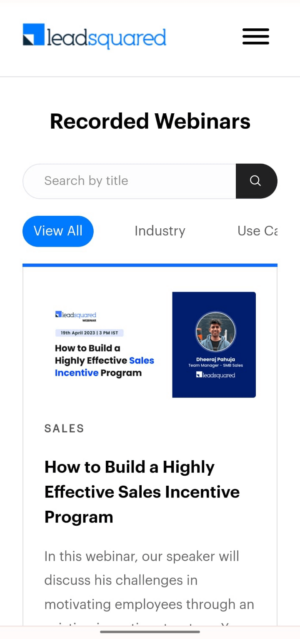 leadsquared
Recorded Webinars
Search by title
View All
Industry
Use Ca
leadsquared
WEBINAR
19th April 2023 | 3 PM IST
How to Build a
Highly Effective Sales
Incentive Program
Dheeraj Pahuja
Team Manager - SMB Sales
leadsquared
SALES
How to Build a Highly
Effective Sales Incentive
Program
In this webinar, our speaker will
discuss his challenges in
motivating employees through an